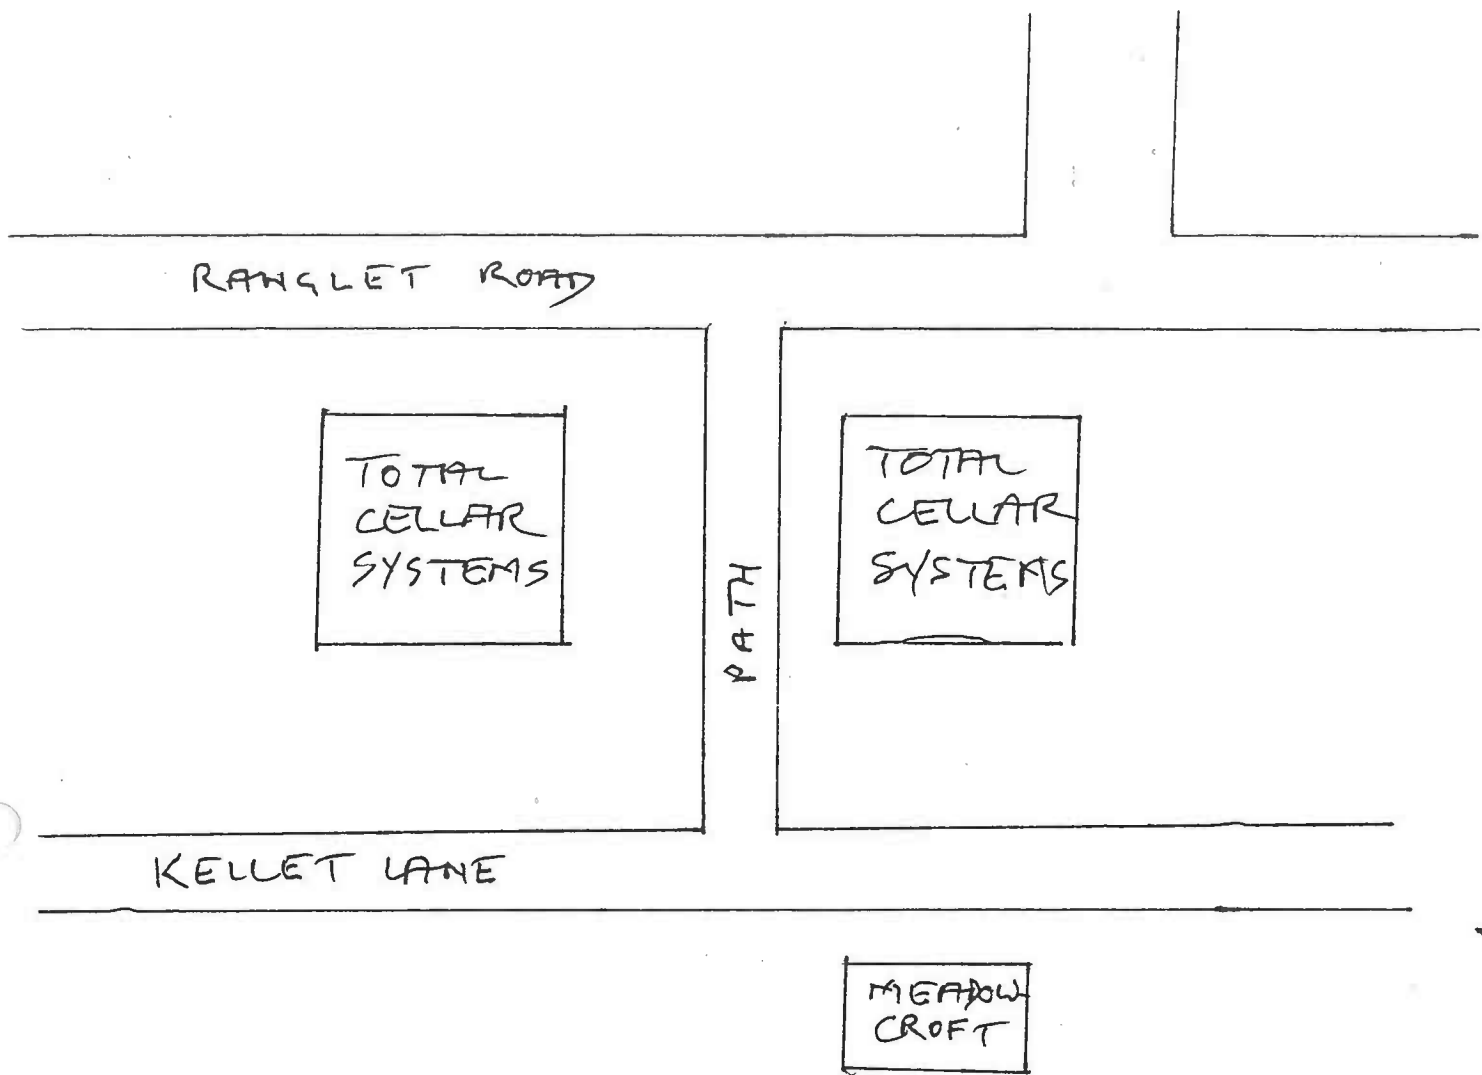 RANGLET ROAD
TOTAL
CELLAR
SYSTEMS
PATH
TOTAL
CELLAR
SYSTEMS
KELLET LANE
MEADOW
CROFT